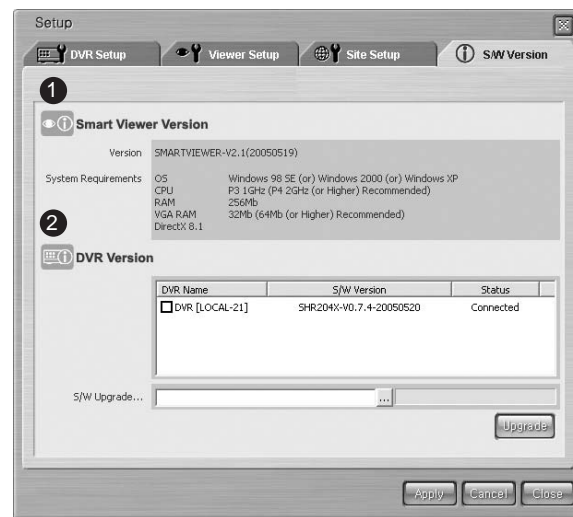 Setup
DVR Setup
Viewer Setup
Site Setup
S/W Version
1
Smart Viewer Version
Version SMARTVIEWER-V2.1(20050519)
System Requirements OS Windows 98 SE (or) Windows 2000 (or) Windows XP
CPU P3 1GHz (P4 2GHz (or Higher) Recommended)
RAM 256Mb
VGA RAM 32Mb (64Mb (or Higher) Recommended)
DirectX 8.1
2
DVR Version
DVR Name S/W Version Status
DVR [LOCAL-21] SHR204X-V0.7.4-20050520 Connected
S/W Upgrade... ...
Upgrade
Apply Cancel Close